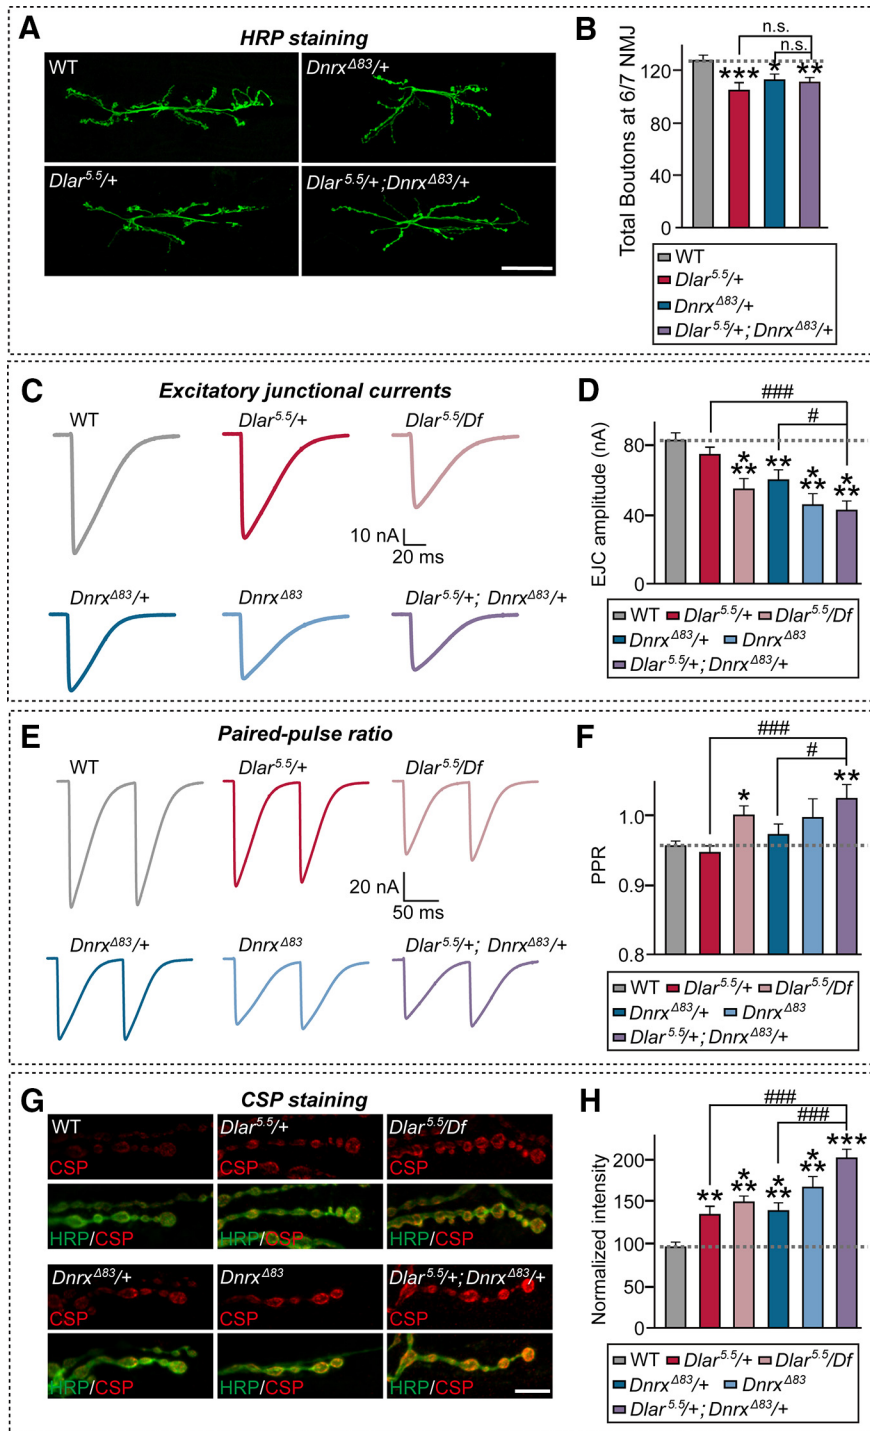 A
HRP staining
WT
Dnrx^Δ83/+
Dlar^5.5/+
Dlar^5.5/+;Dnrx^Δ83/+
B
n.s.
n.s.
Total Boutons at 6/7 NMJ
120
80
40
0
***
*
**
WT
Dlar^5.5/+
Dnrx^Δ83/+
Dlar^5.5/+; Dnrx^Δ83/+
C
Excitatory junctional currents
WT
Dlar^5.5/+
Dlar^5.5/Df
10 nA
20 ms
Dnrx^Δ83/+
Dnrx^Δ83
Dlar^5.5/+; Dnrx^Δ83/+
D
###
#
EJC amplitude (nA)
80
40
0
***
**
***
***
WT
Dlar^5.5/+
Dlar^5.5/Df
Dnrx^Δ83/+
Dnrx^Δ83
Dlar^5.5/+; Dnrx^Δ83/+
E
Paired-pulse ratio
WT
Dlar^5.5/+
Dlar^5.5/Df
20 nA
50 ms
Dnrx^Δ83/+
Dnrx^Δ83
Dlar^5.5/+; Dnrx^Δ83/+
F
###
#
PPR
1.0
0.9
0.8
*
**
WT
Dlar^5.5/+
Dlar^5.5/Df
Dnrx^Δ83/+
Dnrx^Δ83
Dlar^5.5/+; Dnrx^Δ83/+
G
CSP staining
WT
Dlar^5.5/+
Dlar^5.5/Df
CSP
CSP
CSP
HRP/CSP
HRP/CSP
HRP/CSP
Dnrx^Δ83/+
Dnrx^Δ83
Dlar^5.5/+; Dnrx^Δ83/+
CSP
CSP
CSP
HRP/CSP
HRP/CSP
HRP/CSP
H
###
###
Normalized intensity
200
150
100
50
0
**
***
***
***
***
WT
Dlar^5.5/+
Dlar^5.5/Df
Dnrx^Δ83/+
Dnrx^Δ83
Dlar^5.5/+; Dnrx^Δ83/+